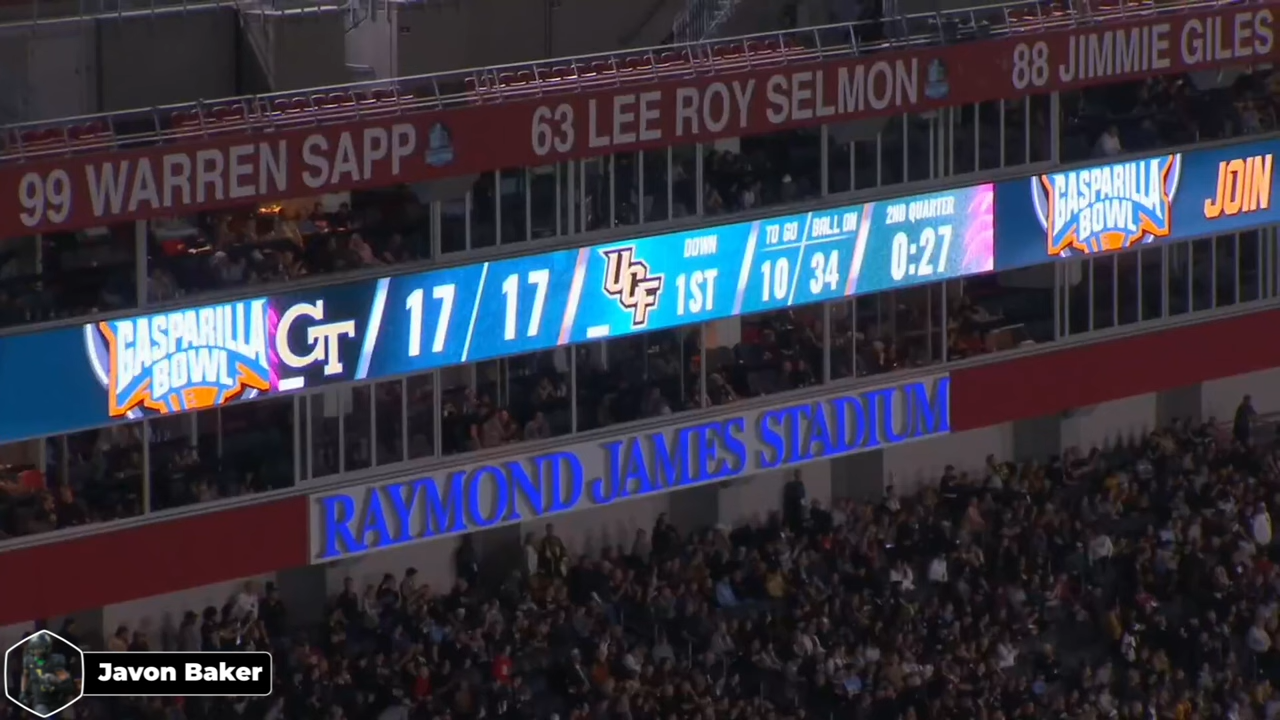 99 WARREN SAPP
63 LEE ROY SELMON
88 JIMMIE GILES
GASPARILLA
BOWL
GT
17
17
UCF
DOWN
1ST
TO GO
10
BALL ON
34
2ND QUARTER
0:27
GASPARILLA
BOWL
JOIN
RAYMOND JAMES STADIUM
Javon Baker